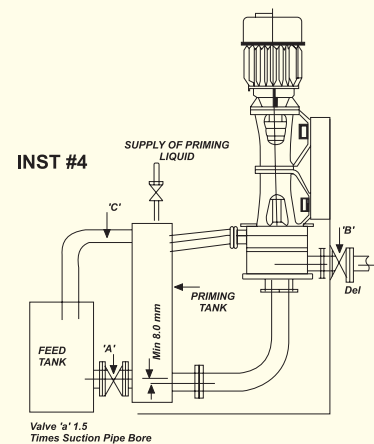 INST #4
SUPPLY OF PRIMING
LIQUID
'C'
'B'
Del
PRIMING
TANK
Min 8.0 mm
FEED
TANK
'A'
Valve 'a' 1.5
Times Suction Pipe Bore